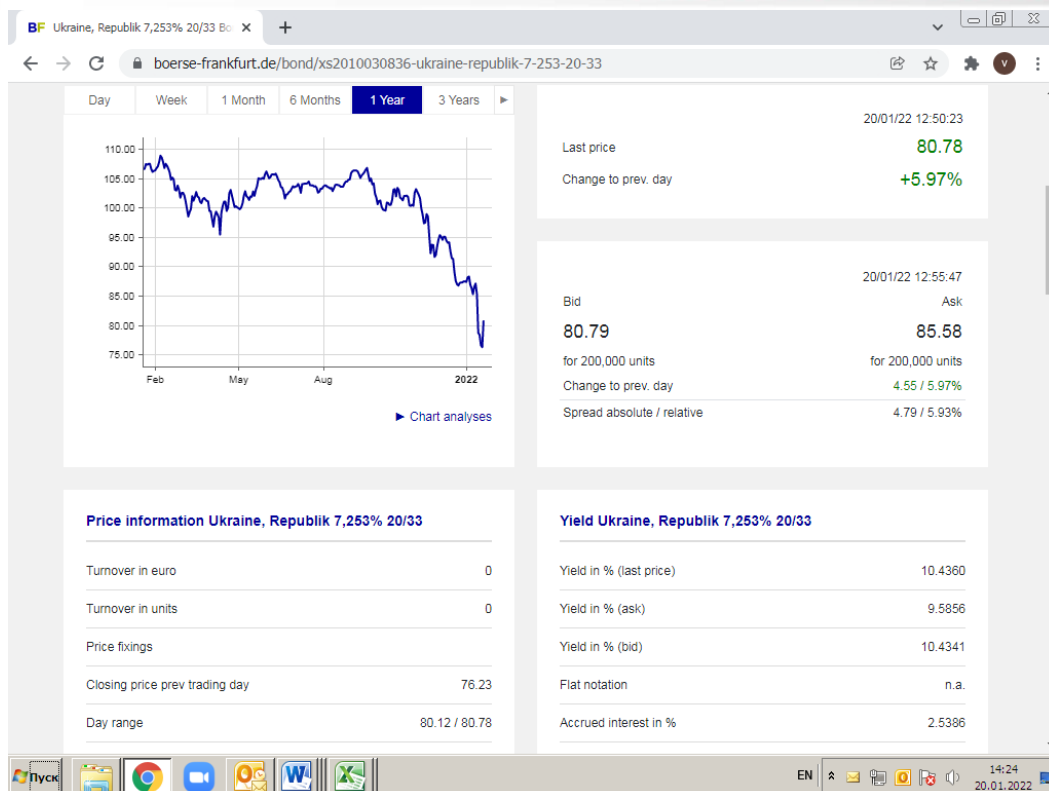 BF Ukraine, Republik 7,253% 20/33 Bo
boerse-frankfurt.de/bond/xs2010030836-ukraine-republik-7-253-20-33
V
Day Week 1 Month 6 Months 1 Year 3 Years
110.00
105.00
100.00
95.00
90.00
85.00
80.00
75.00
Feb May Aug 2022
Chart analyses
20/01/22 12:50:23
Last price 80.78
Change to prev. day +5.97%
20/01/22 12:55:47
Bid Ask
80.79 85.58
for 200,000 units for 200,000 units
Change to prev. day 4.55 / 5.97%
Spread absolute / relative 4.79 / 5.93%
Price information Ukraine, Republik 7,253% 20/33
Turnover in euro 0
Turnover in units 0
Price fixings
Closing price prev trading day 76.23
Day range 80.12 / 80.78
Yield Ukraine, Republik 7,253% 20/33
Yield in % (last price) 10.4360
Yield in % (ask) 9.5856
Yield in % (bid) 10.4341
Flat notation n.a.
Accrued interest in % 2.5386
Пуск
EN
14:24
20.01.2022